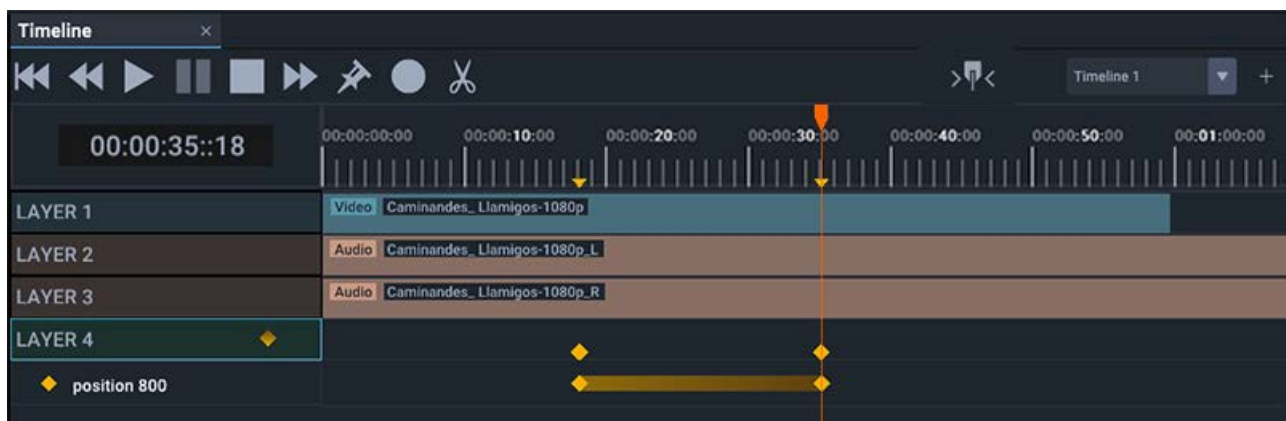 Timeline ×
Timeline 1 +
00:00:35::18
00:00:00:00 00:00:10:00 00:00:20:00 00:00:30:00 00:00:40:00 00:00:50:00 00:01:00:00
LAYER 1 Video Caminandes_ Llamigos-1080p
LAYER 2 Audio Caminandes_ Llamigos-1080p_L
LAYER 3 Audio Caminandes_ Llamigos-1080p_R
LAYER 4
position 800